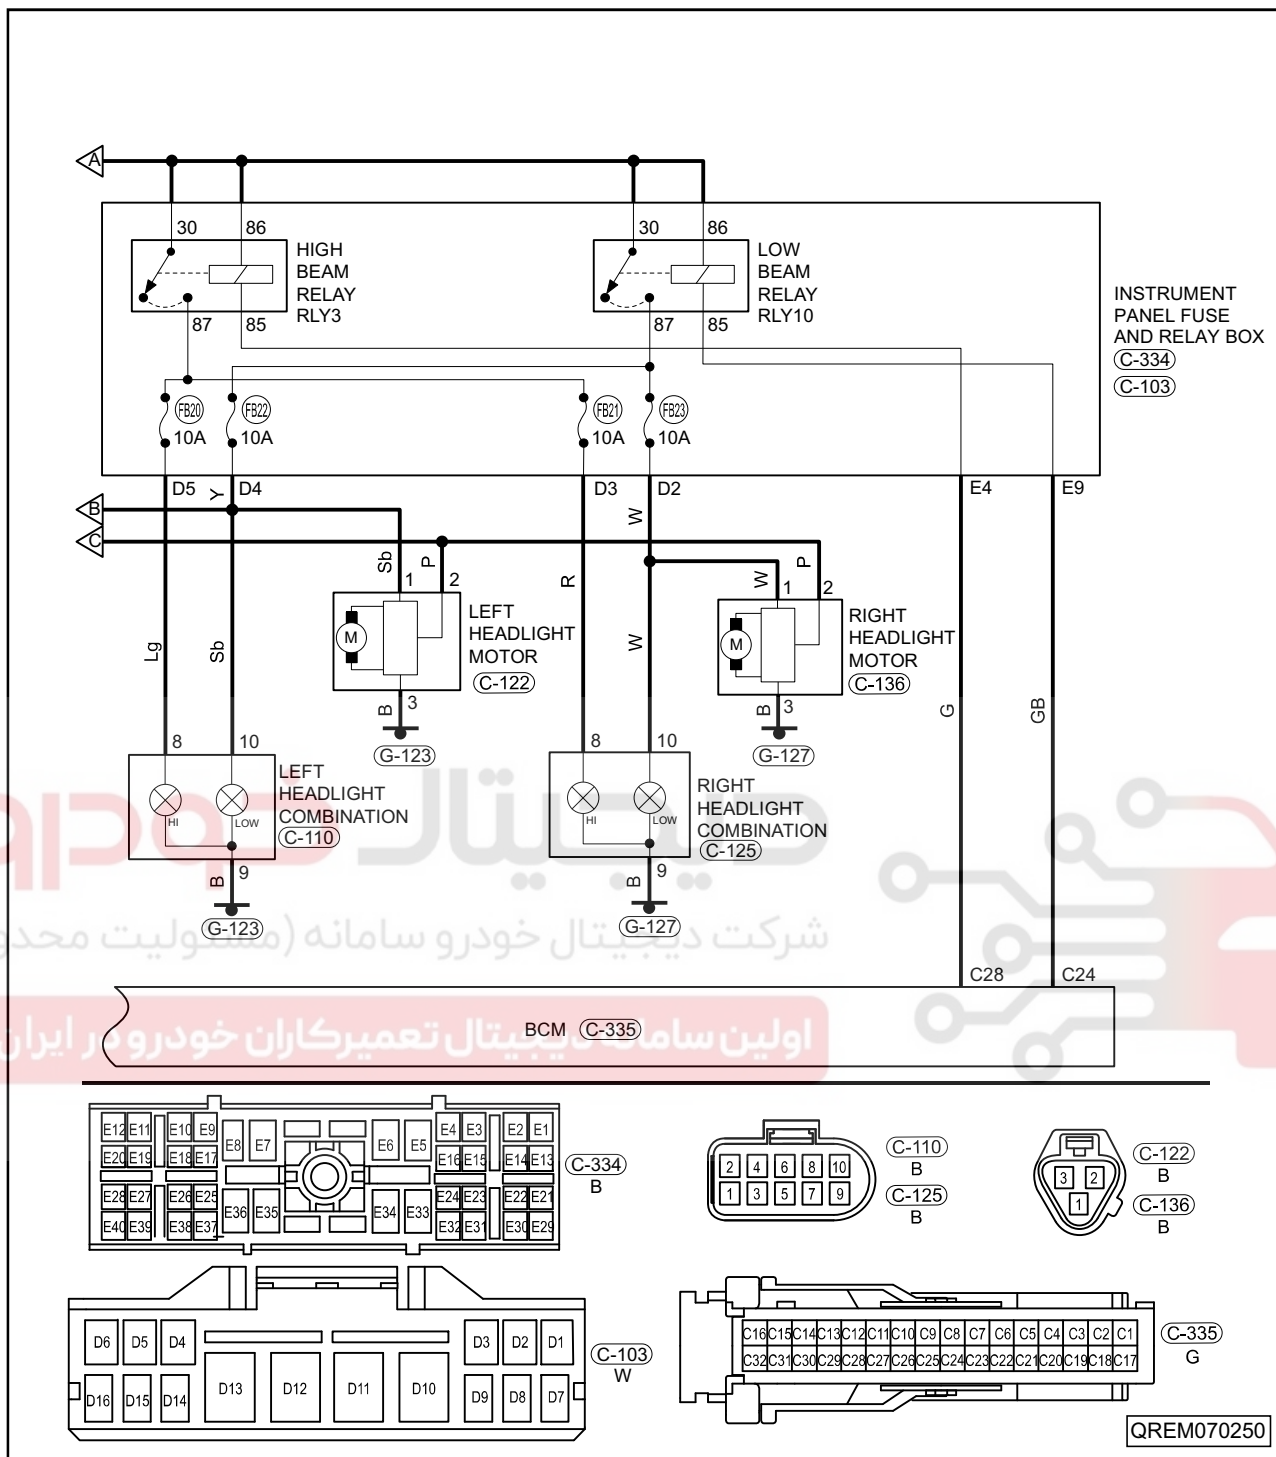 A
30
86
30
86
HIGH
BEAM
RELAY
RLY3
LOW
BEAM
RELAY
RLY10
87
85
87
85
INSTRUMENT
PANEL FUSE
AND RELAY BOX
C-334
C-103
FB20
10A
FB22
10A
FB21
10A
FB23
10A
D5
Y
D4
D3
D2
E4
E9
B
C
W
Sb
P
1
2
R
W
P
1
2
LEFT
HEADLIGHT
MOTOR
C-122
M
RIGHT
HEADLIGHT
MOTOR
C-136
M
Lg
Sb
W
B
3
G-123
B
3
G-127
G
GB
8
10
8
10
LEFT
HEADLIGHT
COMBINATION
C-110
HI
LOW
RIGHT
HEADLIGHT
COMBINATION
C-125
HI
LOW
B
9
G-123
B
9
G-127
دیجیتال خودرو
شرکت دیجیتال خودرو سامانه (مسئولیت محدو
اولین سامانه دیجیتال تعمیرکاران خودرو در ایران
C28
C24
BCM C-335
E12 E11 E10 E9 E8 E7 E6 E5 E4 E3 E2 E1
E20 E19 E18 E17 E16 E15 E14 E13
E28 E27 E26 E25 E36 E35 E34 E33 E24 E23 E22 E21
E40 E39 E38 E37 E32 E31 E30 E29
C-334
B
2 4 6 8 10
1 3 5 7 9
C-110
B
C-125
B
3 2
1
C-122
B
C-136
B
D6 D5 D4 D3 D2 D1
D16 D15 D14 D13 D12 D11 D10 D9 D8 D7
C-103
W
C16 C15 C14 C13 C12 C11 C10 C9 C8 C7 C6 C5 C4 C3 C2 C1
C32 C31 C30 C29 C28 C27 C26 C25 C24 C23 C22 C21 C20 C19 C18 C17
C-335
G
QREM070250